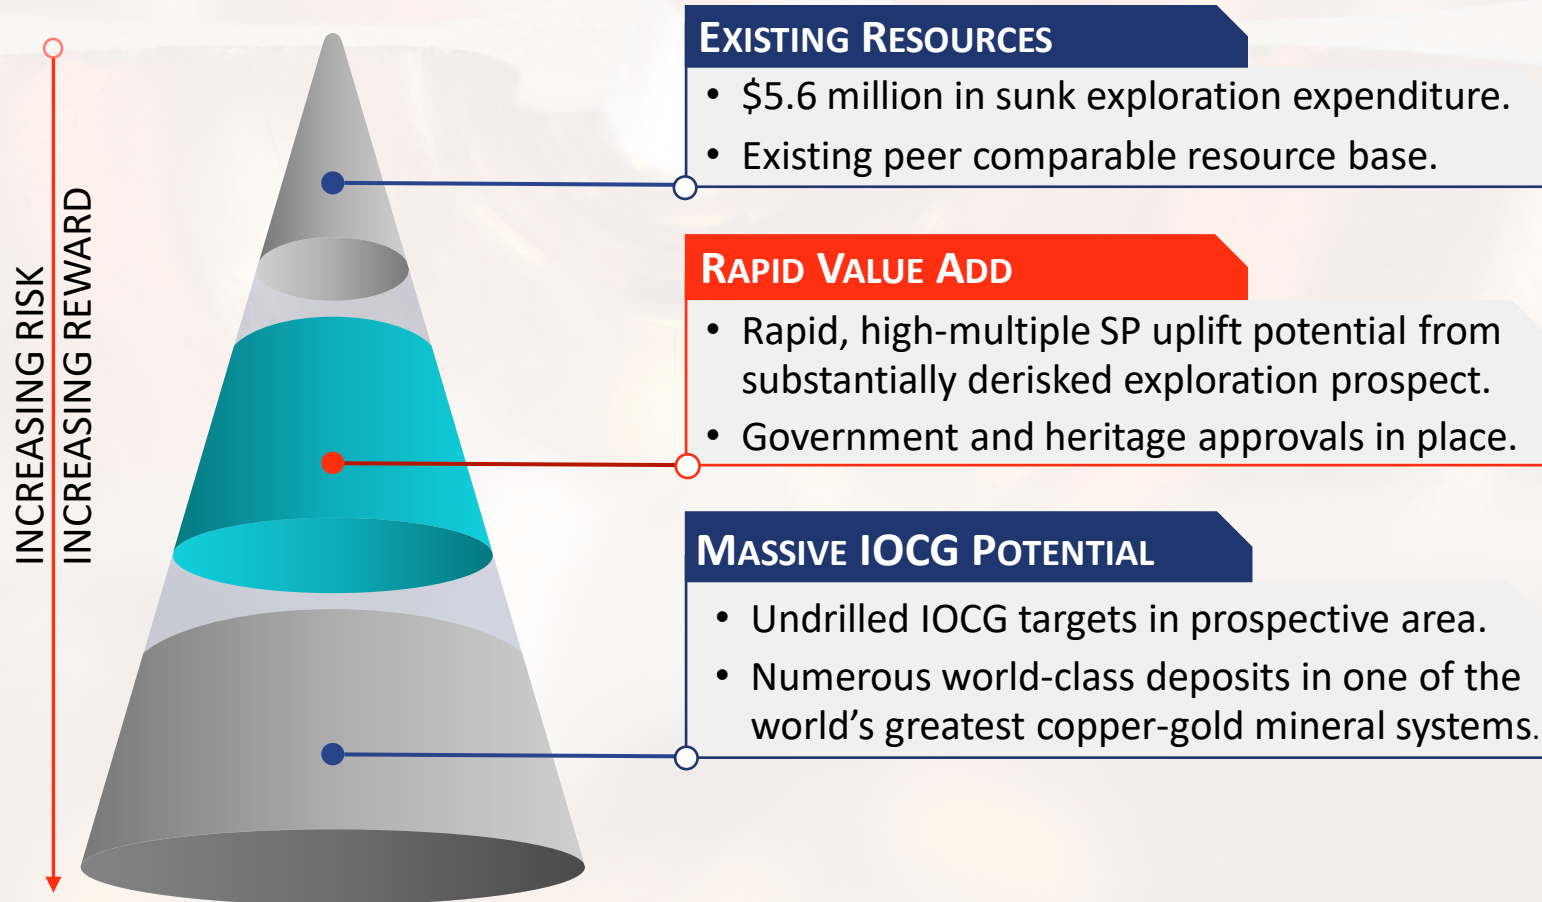 INCREASING RISK
INCREASING REWARD
EXISTING RESOURCES
• $5.6 million in sunk exploration expenditure.
• Existing peer comparable resource base.
RAPID VALUE ADD
• Rapid, high-multiple SP uplift potential from
substantially derisked exploration prospect.
• Government and heritage approvals in place.
MASSIVE IOCG POTENTIAL
• Undrilled IOCG targets in prospective area.
• Numerous world-class deposits in one of the
world’s greatest copper-gold mineral systems.